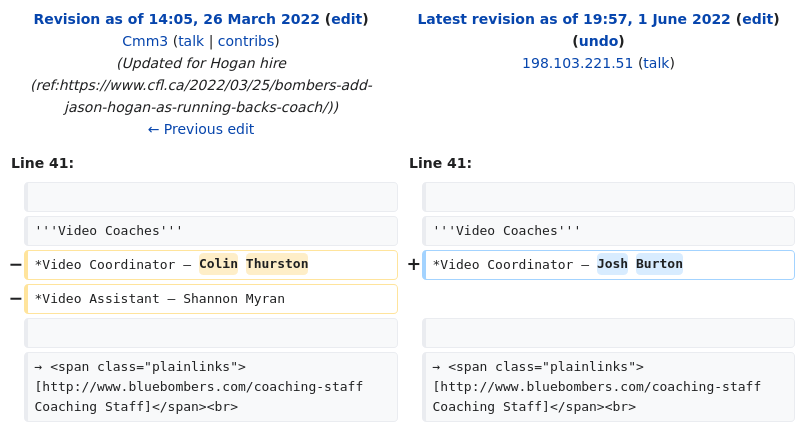 Revision as of 14:05, 26 March 2022 (edit)
Cmm3 (talk | contribs)
(Updated for Hogan hire
(ref:https://www.cfl.ca/2022/03/25/bombers-add-
jason-hogan-as-running-backs-coach/))
← Previous edit
Latest revision as of 19:57, 1 June 2022 (edit)
(undo)
198.103.221.51 (talk)
Line 41:
Line 41:
'''Video Coaches'''
'''Video Coaches'''
− *Video Coordinator – Colin Thurston
+ *Video Coordinator – Josh Burton
− *Video Assistant – Shannon Myran
→ <span class="plainlinks">
[http://www.bluebombers.com/coaching-staff
Coaching Staff]</span><br>
→ <span class="plainlinks">
[http://www.bluebombers.com/coaching-staff
Coaching Staff]</span><br>